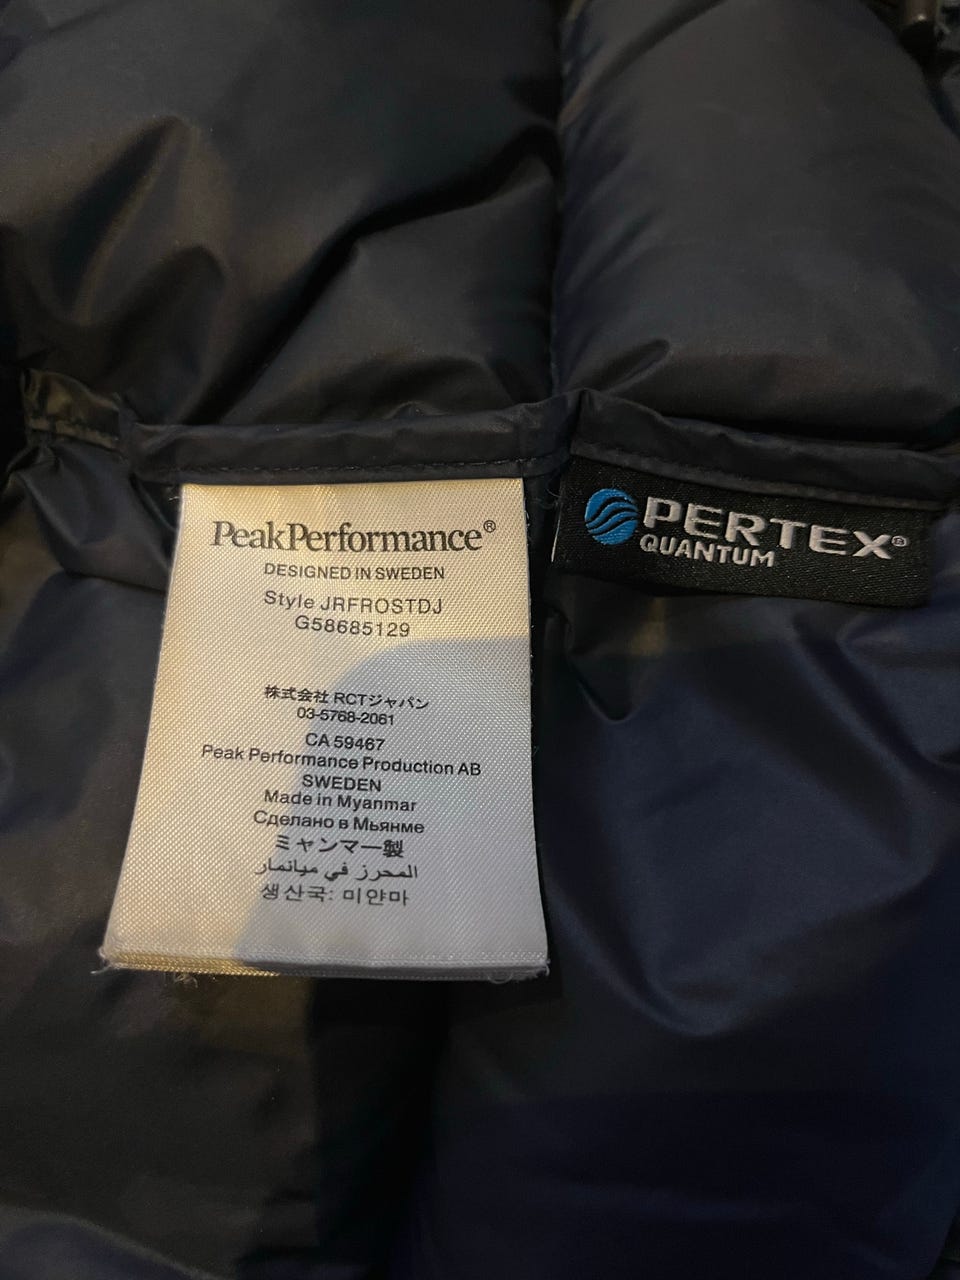 PeakPerformance®
DESIGNED IN SWEDEN
Style JRFROSTDJ
G58685129
株式会社 RCTジャパン
03-5768-2061
CA 59467
Peak Performance Production AB
SWEDEN
Made in Myanmar
Сделано в Мьянме
ミャンマー製
المحرز في ميانمار
생산국: 미얀마
PERTEX®
QUANTUM